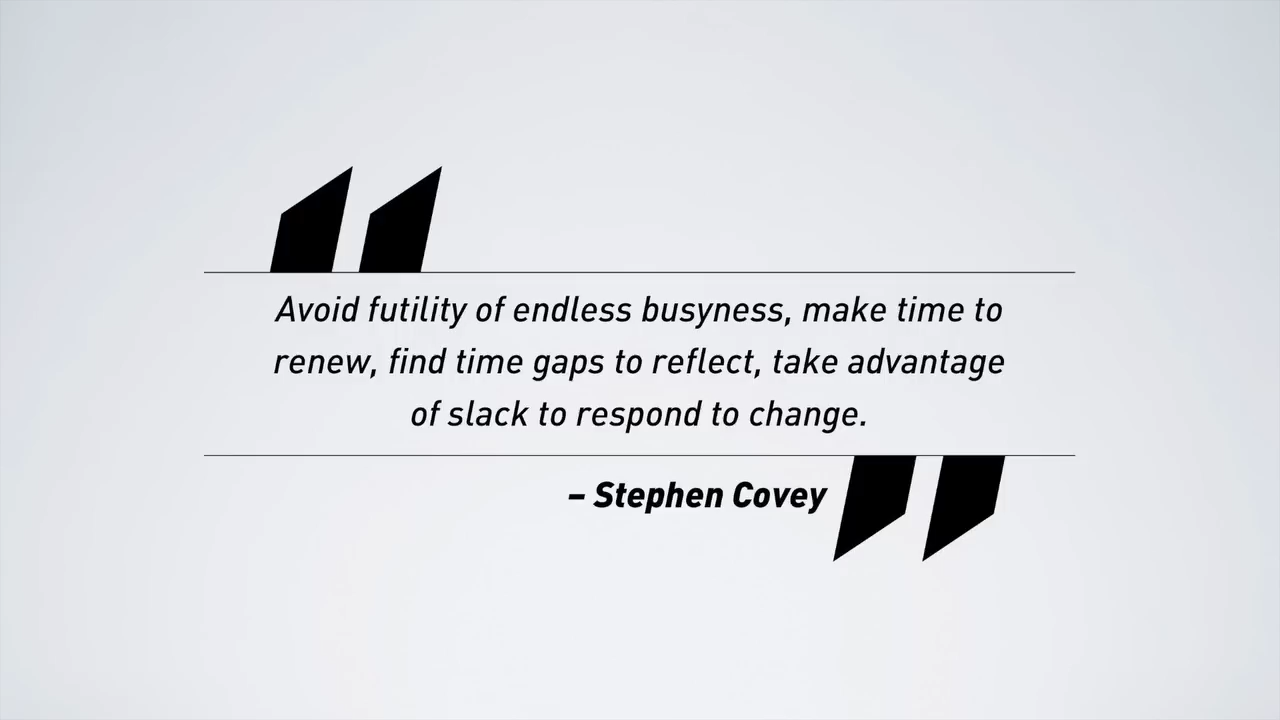 Avoid futility of endless busyness, make time to
renew, find time gaps to reflect, take advantage
of slack to respond to change.
– Stephen Covey